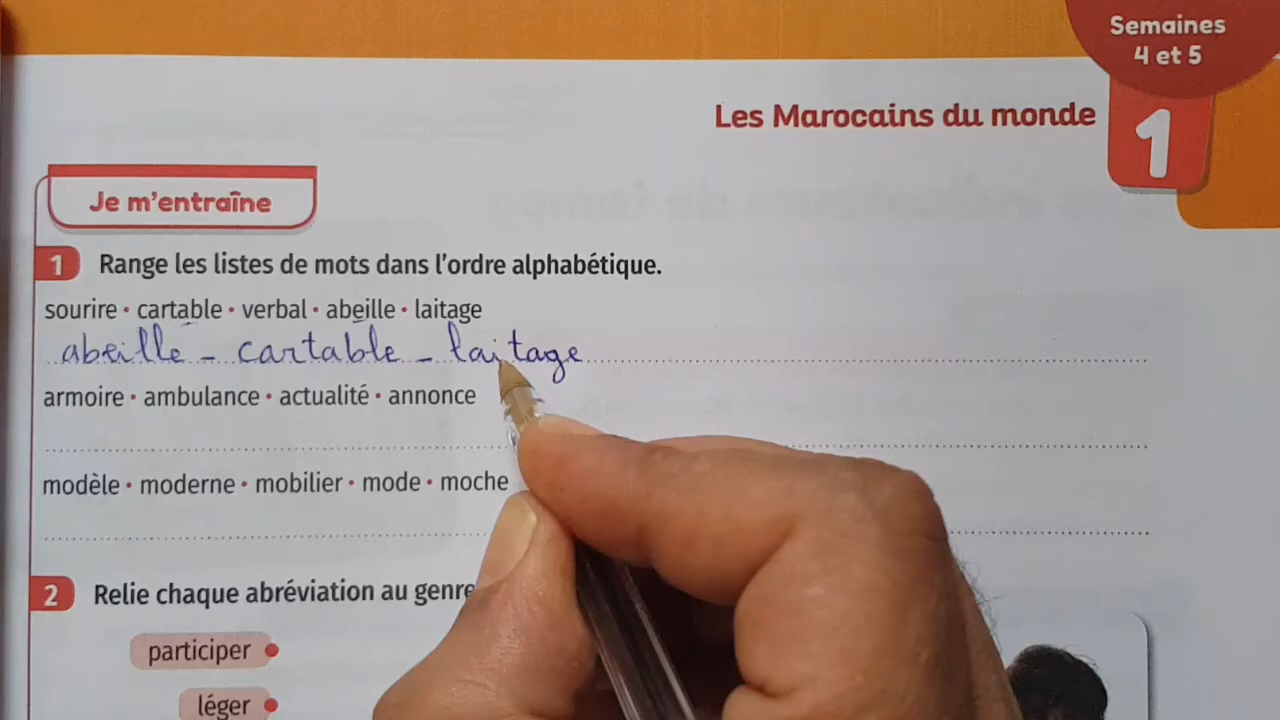 Semaines
4 et 5
Les Marocains du monde
1
Je m'entraîne
1 Range les listes de mots dans l'ordre alphabétique.
sourire • cartable • verbal • abeille • laitage
abeille - cartable - laitage
armoire • ambulance • actualité • annonce
modèle • moderne • mobilier • mode • moche
2 Relie chaque abréviation au genre
participer
léger